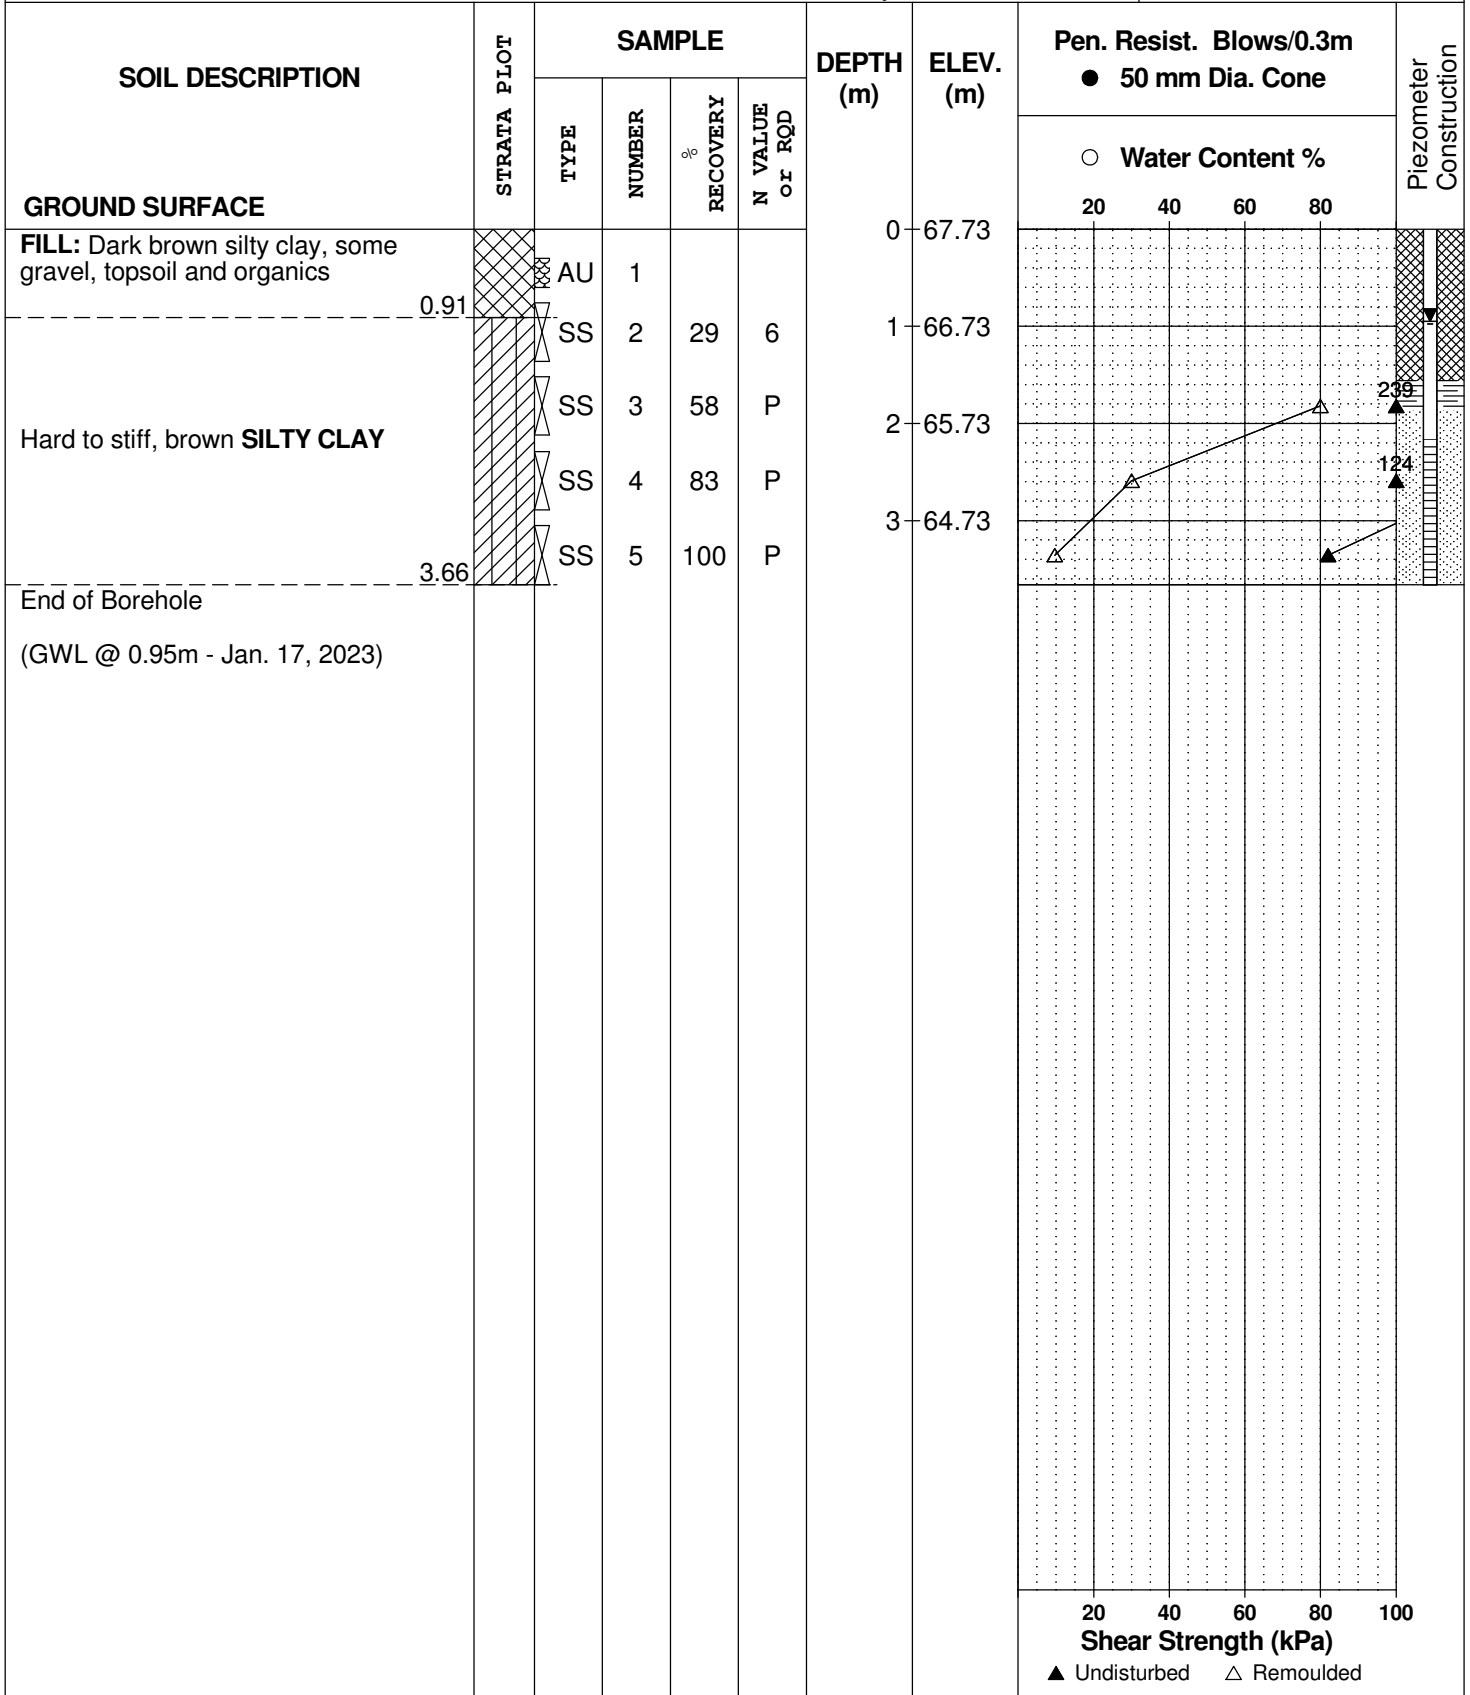 SOIL DESCRIPTION
GROUND SURFACE
STRATA PLOT
SAMPLE
TYPE
NUMBER
%
RECOVERY
N VALUE
or RQD
DEPTH
(m)
ELEV.
(m)
Pen. Resist. Blows/0.3m
● 50 mm Dia. Cone
○ Water Content %
20 40 60 80
Piezometer
Construction
FILL: Dark brown silty clay, some
gravel, topsoil and organics
0.91
AU 1
SS 2 29 6
SS 3 58 P
Hard to stiff, brown SILTY CLAY
SS 4 83 P
SS 5 100 P
3.66
0 67.73
1 66.73
2 65.73
3 64.73
239
124
End of Borehole
(GWL @ 0.95m - Jan. 17, 2023)
20 40 60 80 100
Shear Strength (kPa)
▲ Undisturbed △ Remoulded